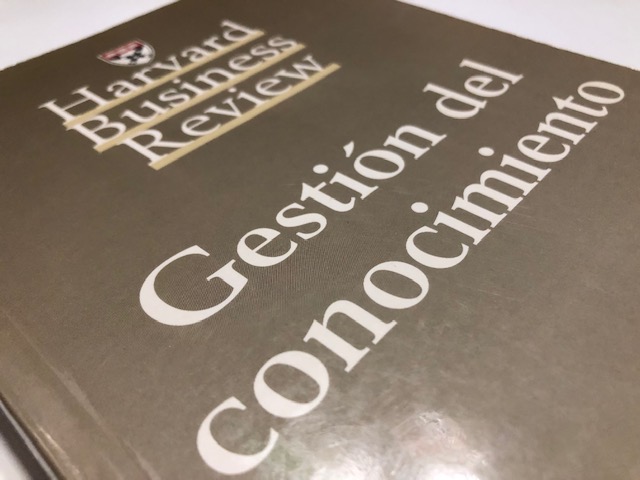 Harvard
Business
Review
Gestión del
conocimiento